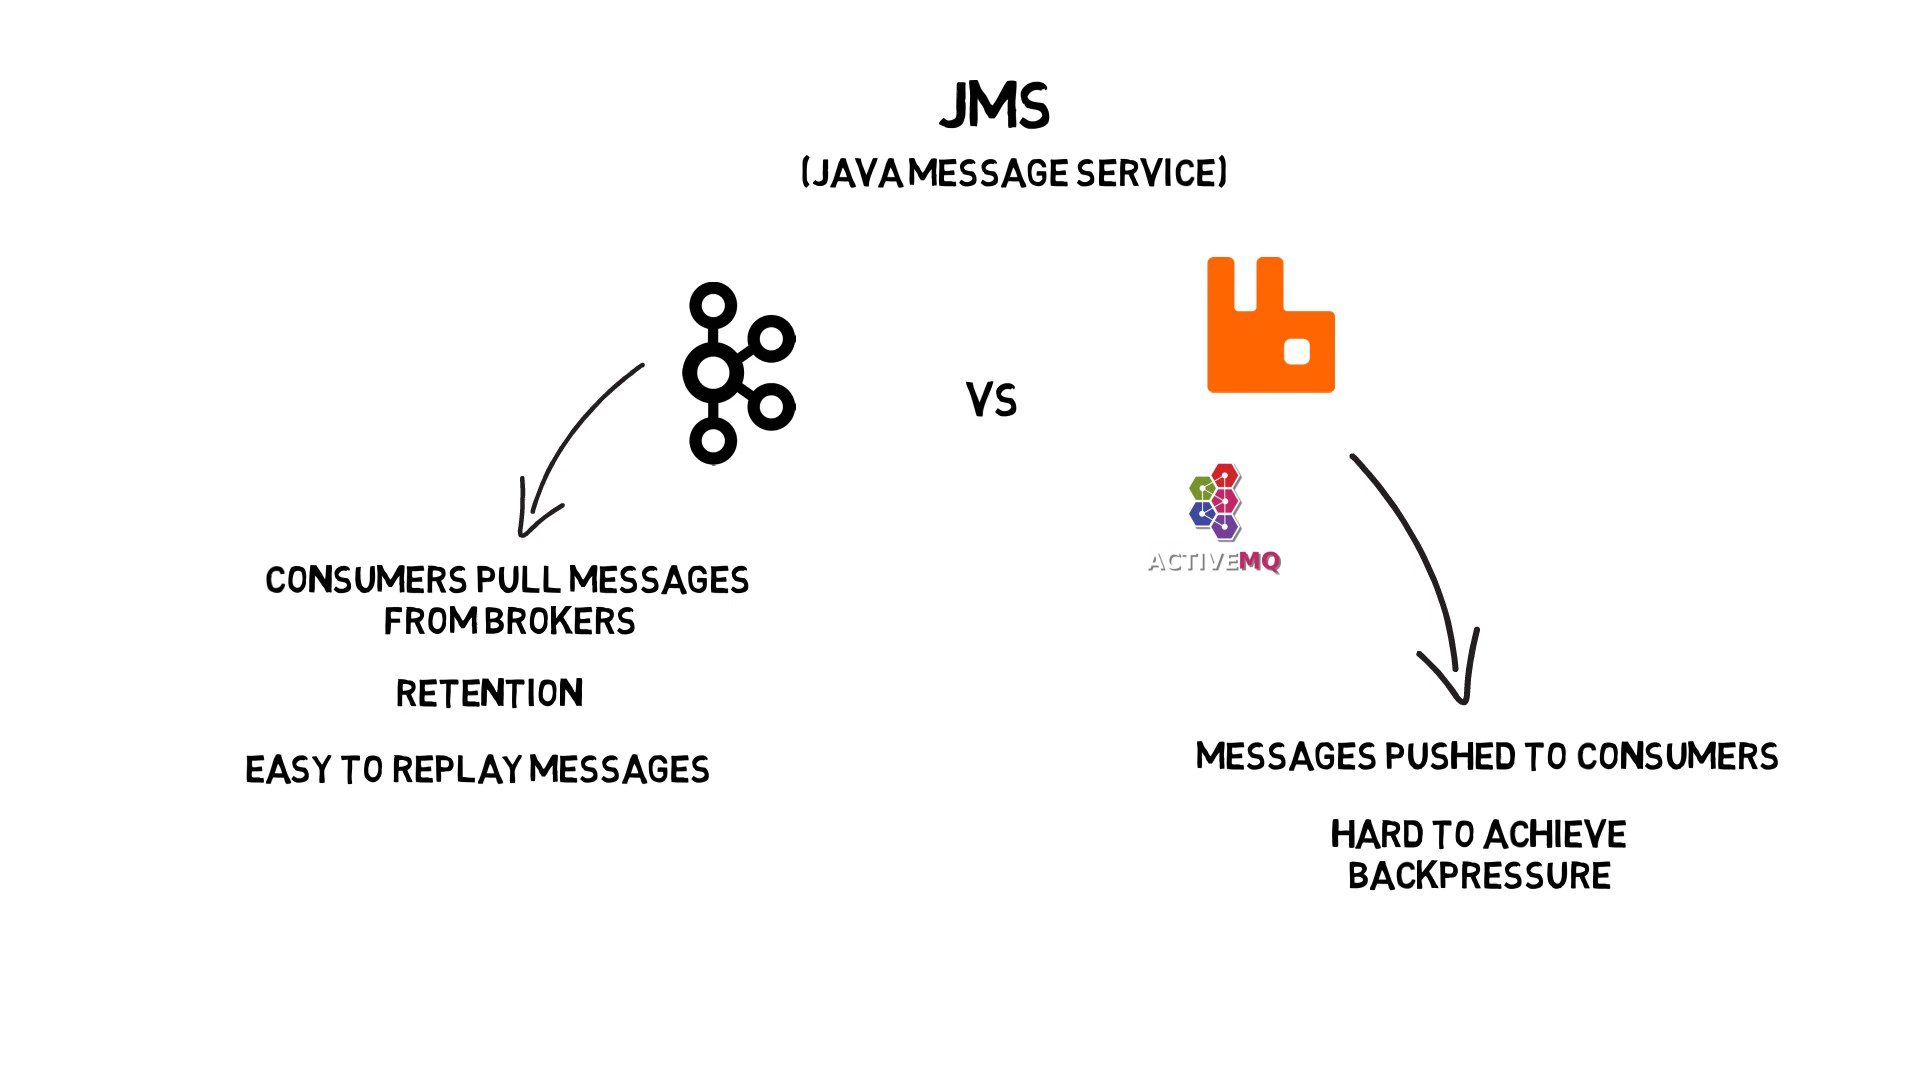 JMS
(JAVA MESSAGE SERVICE)
VS
ACTIVEMQ
CONSUMERS PULL MESSAGES
FROM BROKERS
RETENTION
EASY TO REPLAY MESSAGES
MESSAGES PUSHED TO CONSUMERS
HARD TO ACHIEVE
BACKPRESSURE